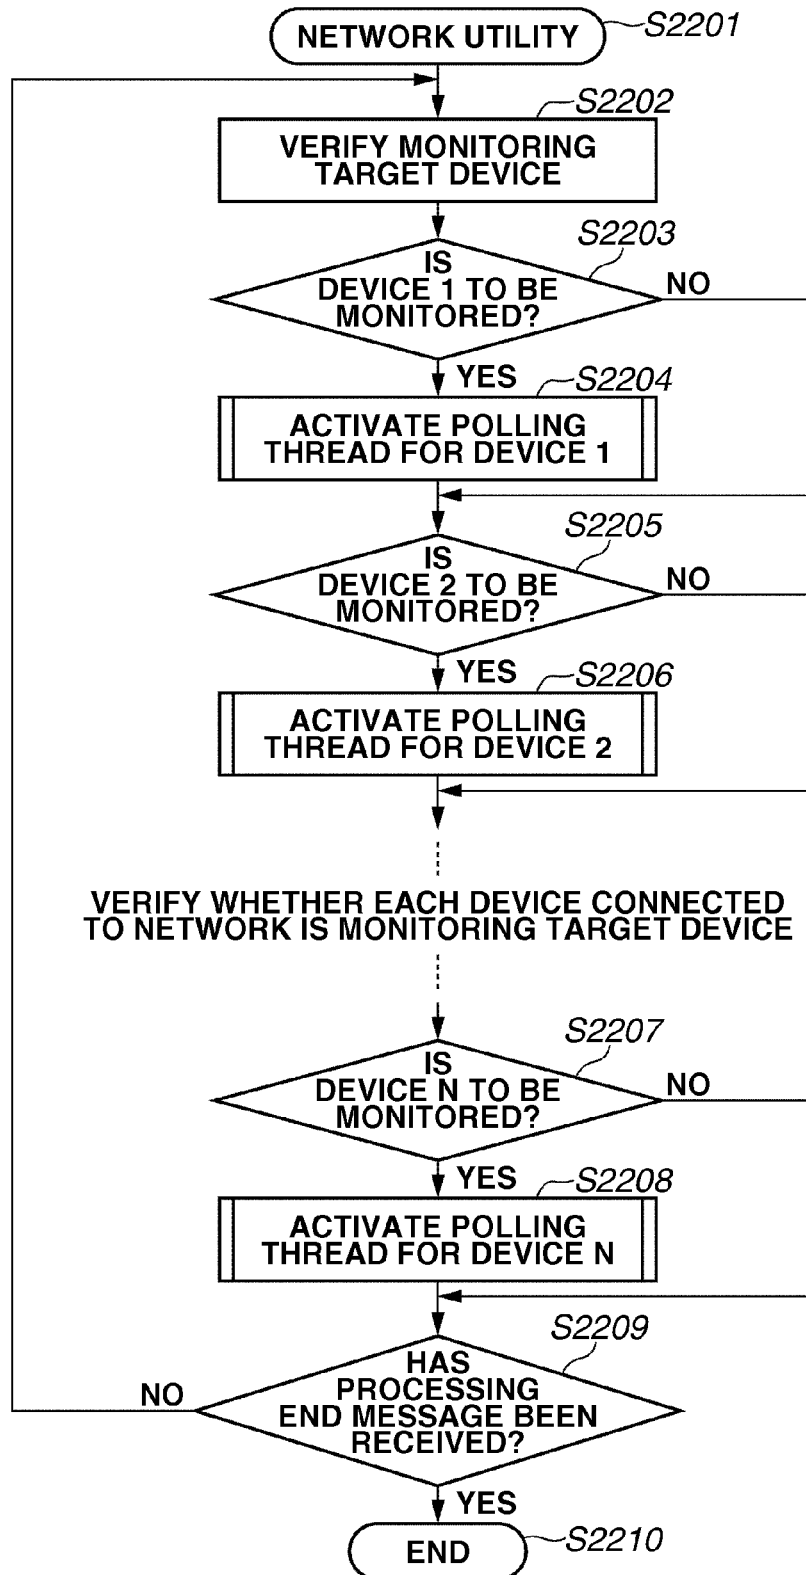 NETWORK UTILITY
S2201
S2202
VERIFY MONITORING
TARGET DEVICE
S2203
IS
DEVICE 1 TO BE
MONITORED?
NO
YES
S2204
ACTIVATE POLLING
THREAD FOR DEVICE 1
S2205
IS
DEVICE 2 TO BE
MONITORED?
NO
YES
S2206
ACTIVATE POLLING
THREAD FOR DEVICE 2
VERIFY WHETHER EACH DEVICE CONNECTED
TO NETWORK IS MONITORING TARGET DEVICE
S2207
IS
DEVICE N TO BE
MONITORED?
NO
YES
S2208
ACTIVATE POLLING
THREAD FOR DEVICE N
S2209
HAS
PROCESSING
END MESSAGE BEEN
RECEIVED?
NO
YES
END
S2210